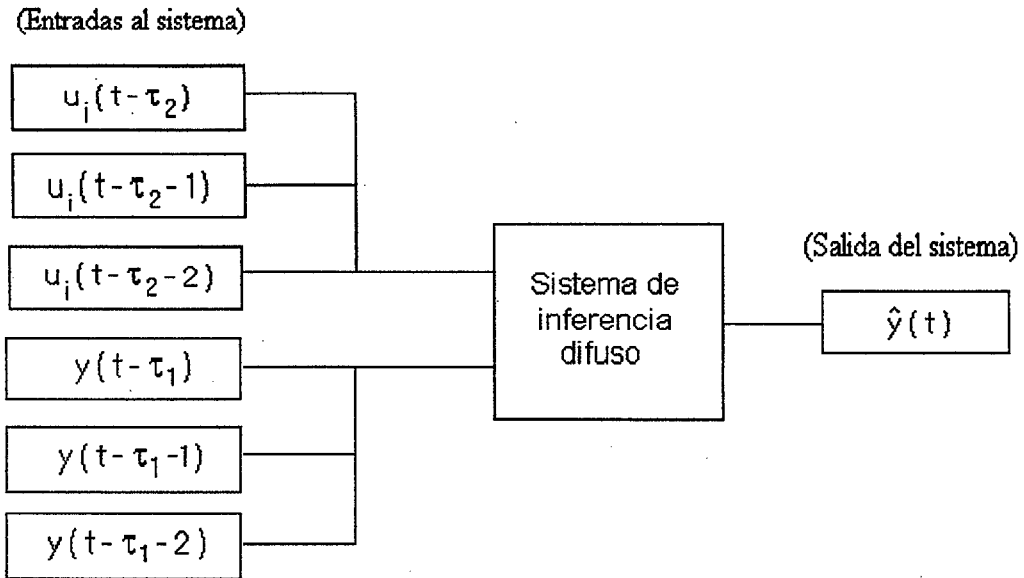 (Entradas al sistema)
u_i(t-τ_2)
u_i(t-τ_2-1)
u_i(t-τ_2-2)
y(t-τ_1)
y(t-τ_1-1)
y(t-τ_1-2)
Sistema de
inferencia
difuso
(Salida del sistema)
ŷ(t)